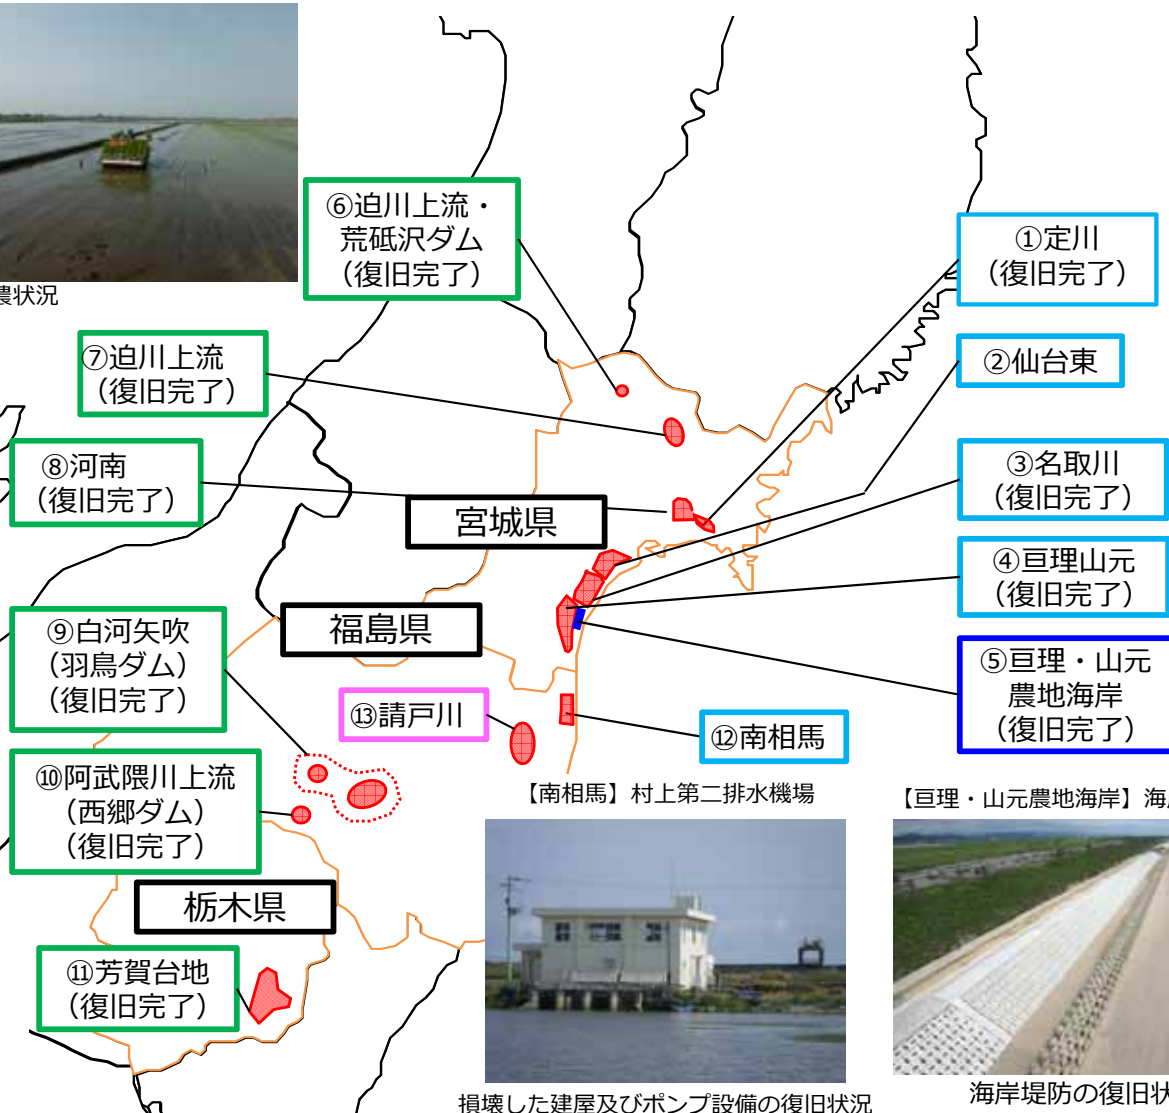 農状況
⑥迫川上流・
荒砥沢ダム
（復旧完了）
①定川
（復旧完了）
⑦迫川上流
（復旧完了）
②仙台東
⑧河南
（復旧完了）
③名取川
（復旧完了）
宮城県
④亘理山元
（復旧完了）
福島県
⑨白河矢吹
（羽鳥ダム）
（復旧完了）
⑤亘理・山元
農地海岸
（復旧完了）
⑬請戸川
⑫南相馬
⑩阿武隈川上流
（西郷ダム）
（復旧完了）
【南相馬】村上第二排水機場
【亘理・山元農地海岸】海
栃木県
⑪芳賀台地
（復旧完了）
損壊した建屋及びポンプ設備の復旧状況
海岸堤防の復旧状